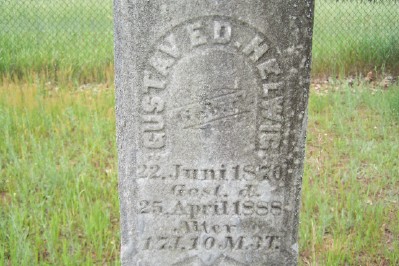 GUSTAV ED. HELWIG
22. Juni 1870
Gest. d.
25. April 1888
Alter
17 J. 10 M. 3 T.